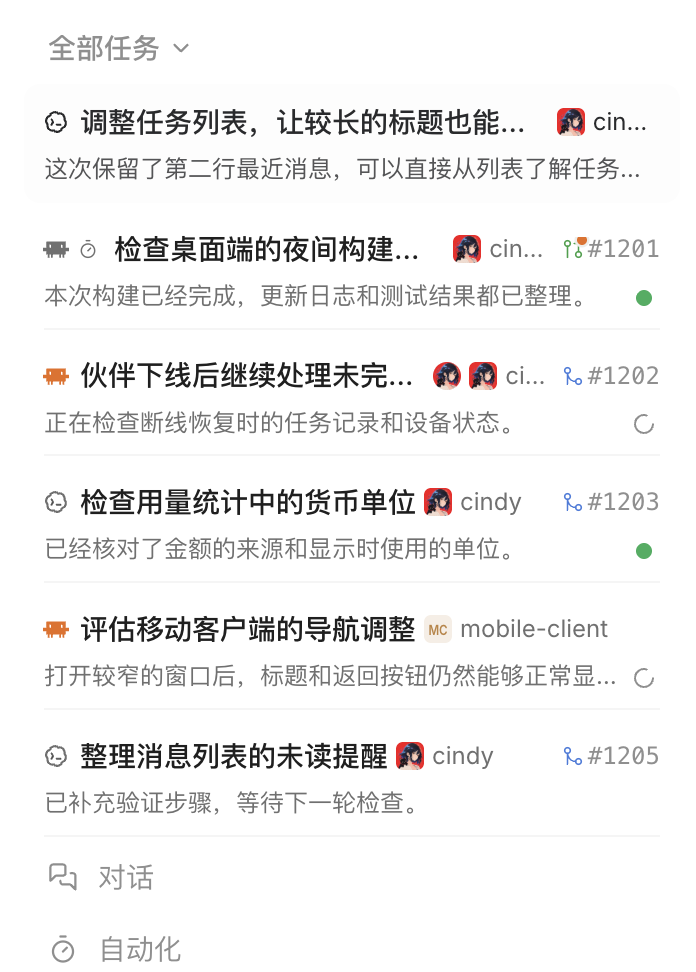 全部任务
调整任务列表，让较长的标题也能... cin...
这次保留了第二行最近消息，可以直接从列表了解任务...
检查桌面端的夜间构建... cin... #1201
本次构建已经完成，更新日志和测试结果都已整理。
伙伴下线后继续处理未完... ci... #1202
正在检查断线恢复时的任务记录和设备状态。
检查用量统计中的货币单位 cindy #1203
已经核对了金额的来源和显示时使用的单位。
评估移动客户端的导航调整 MC mobile-client
打开较窄的窗口后，标题和返回按钮仍然能够正常显...
整理消息列表的未读提醒 cindy #1205
已补充验证步骤，等待下一轮检查。
对话
自动化